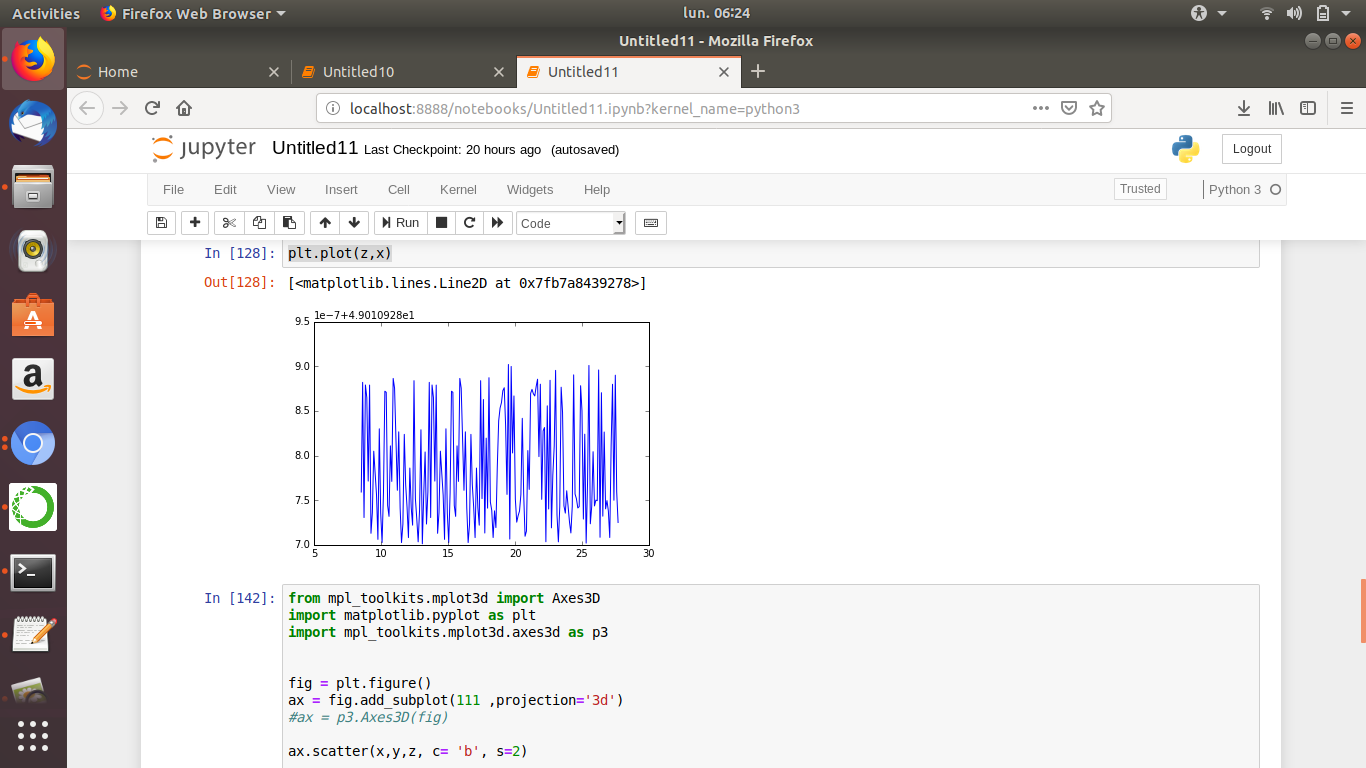 Activities Firefox Web Browser lun. 06:24
Untitled11 - Mozilla Firefox
Home Untitled10 Untitled11
localhost:8888/notebooks/Untitled11.ipynb?kernel_name=python3
jupyter Untitled11 Last Checkpoint: 20 hours ago (autosaved) Logout
File Edit View Insert Cell Kernel Widgets Help Trusted Python 3
Run Code
In [128]: plt.plot(z,x)
Out[128]: [<matplotlib.lines.Line2D at 0x7fb7a8439278>]
1e-7+4.9010928e1
9.5
9.0
8.5
8.0
7.5
7.0
5 10 15 20 25 30
In [142]: from mpl_toolkits.mplot3d import Axes3D
import matplotlib.pyplot as plt
import mpl_toolkits.mplot3d.axes3d as p3
fig = plt.figure()
ax = fig.add_subplot(111 ,projection='3d')
#ax = p3.Axes3D(fig)
ax.scatter(x,y,z, c= 'b', s=2)